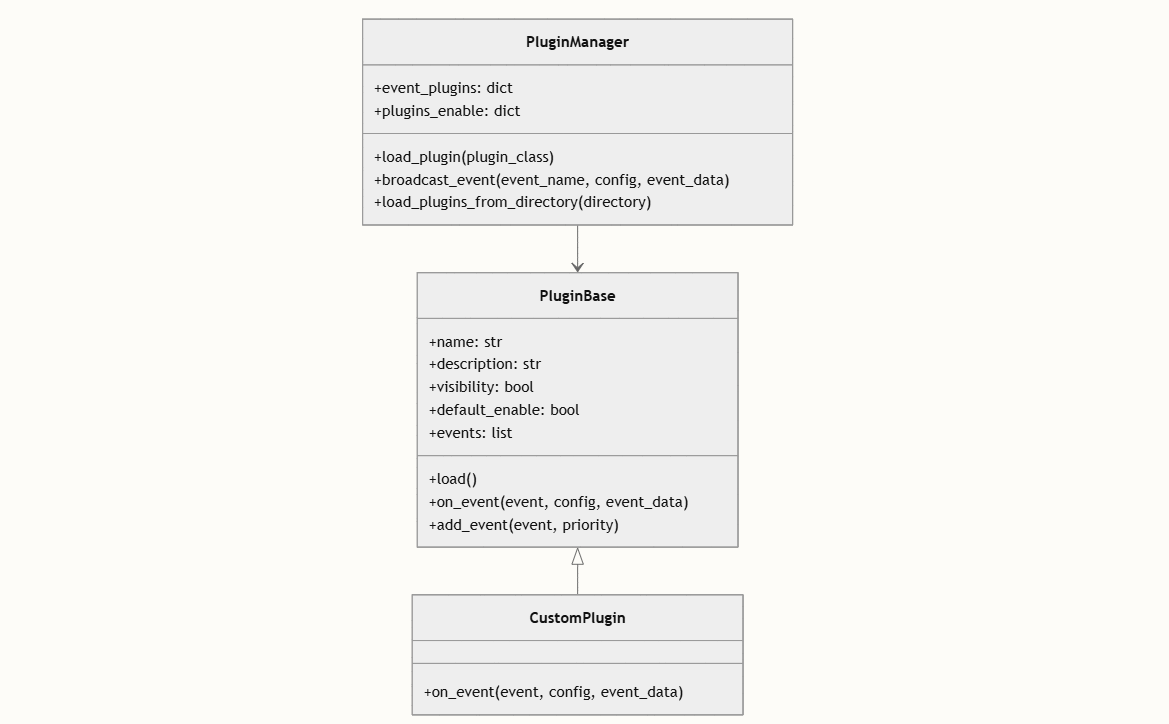 PluginManager
+event_plugins: dict
+plugins_enable: dict
+load_plugin(plugin_class)
+broadcast_event(event_name, config, event_data)
+load_plugins_from_directory(directory)
PluginBase
+name: str
+description: str
+visibility: bool
+default_enable: bool
+events: list
+load()
+on_event(event, config, event_data)
+add_event(event, priority)
CustomPlugin
+on_event(event, config, event_data)